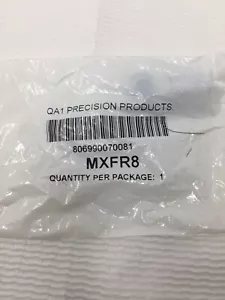 QA1 PRECISION PRODUCTS
806990070081
MXFR8
QUANTITY PER PACKAGE: 1